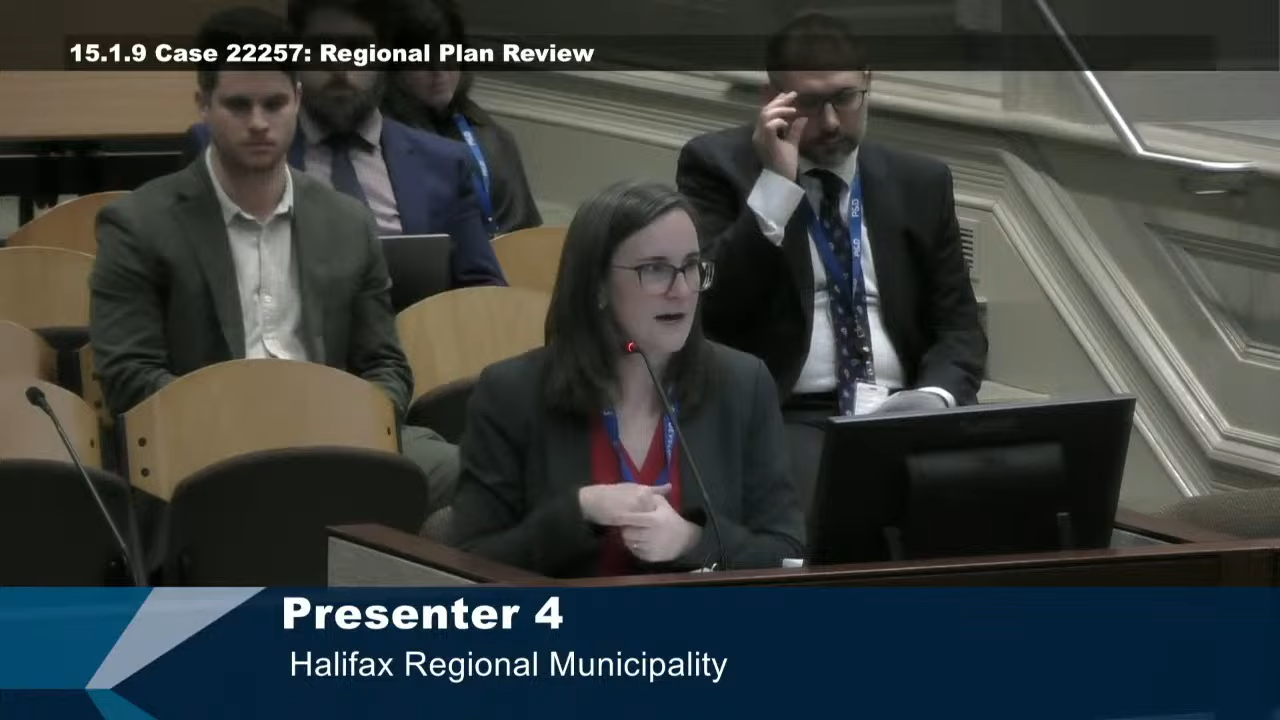 15.1.9 Case 22257: Regional Plan Review
P&D
P&D
Presenter 4
Halifax Regional Municipality